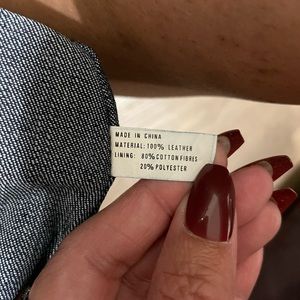 MADE IN CHINA
MATERIAL: 100% LEATHER
LINING: 80% COTTON FIBRES
20% POLYESTER